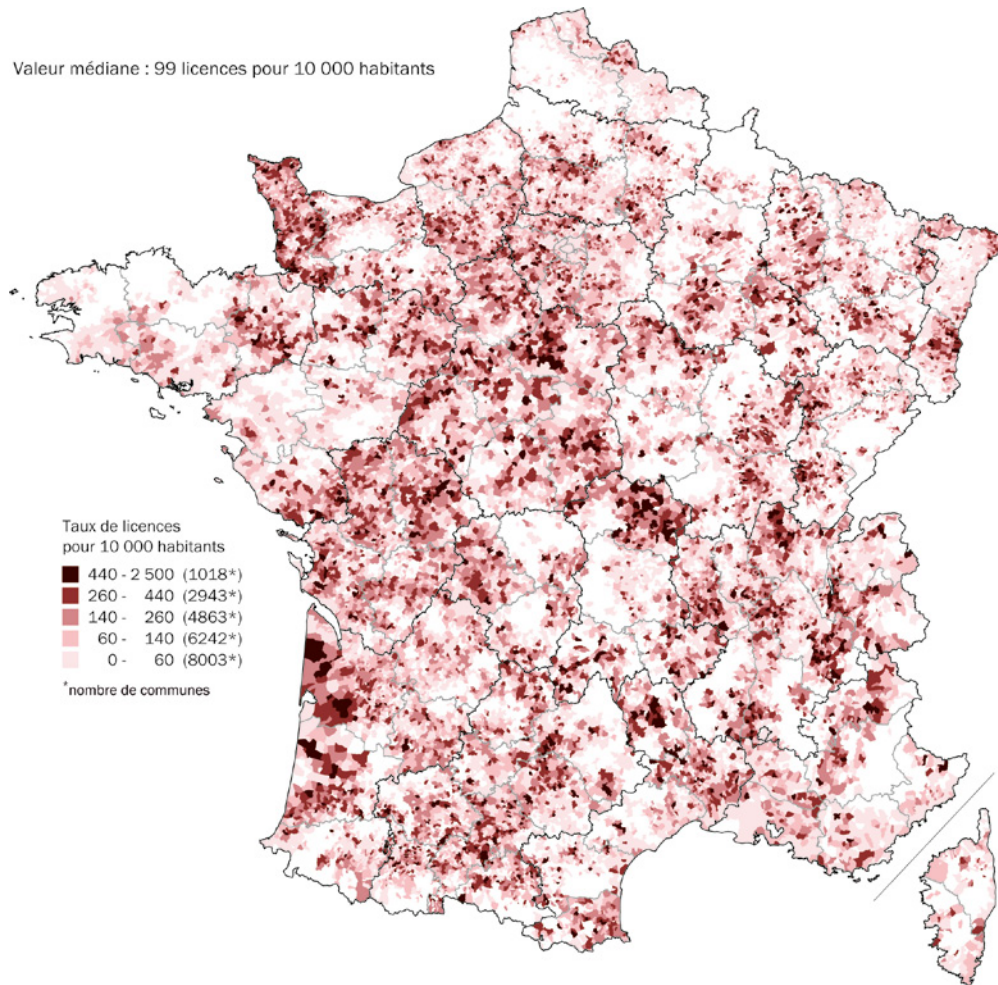 Valeur médiane : 99 licences pour 10 000 habitants
Taux de licences
pour 10 000 habitants
440 - 2 500 (1018*)
260 - 440 (2943*)
140 - 260 (4863*)
60 - 140 (6242*)
0 - 60 (8003*)
*nombre de communes